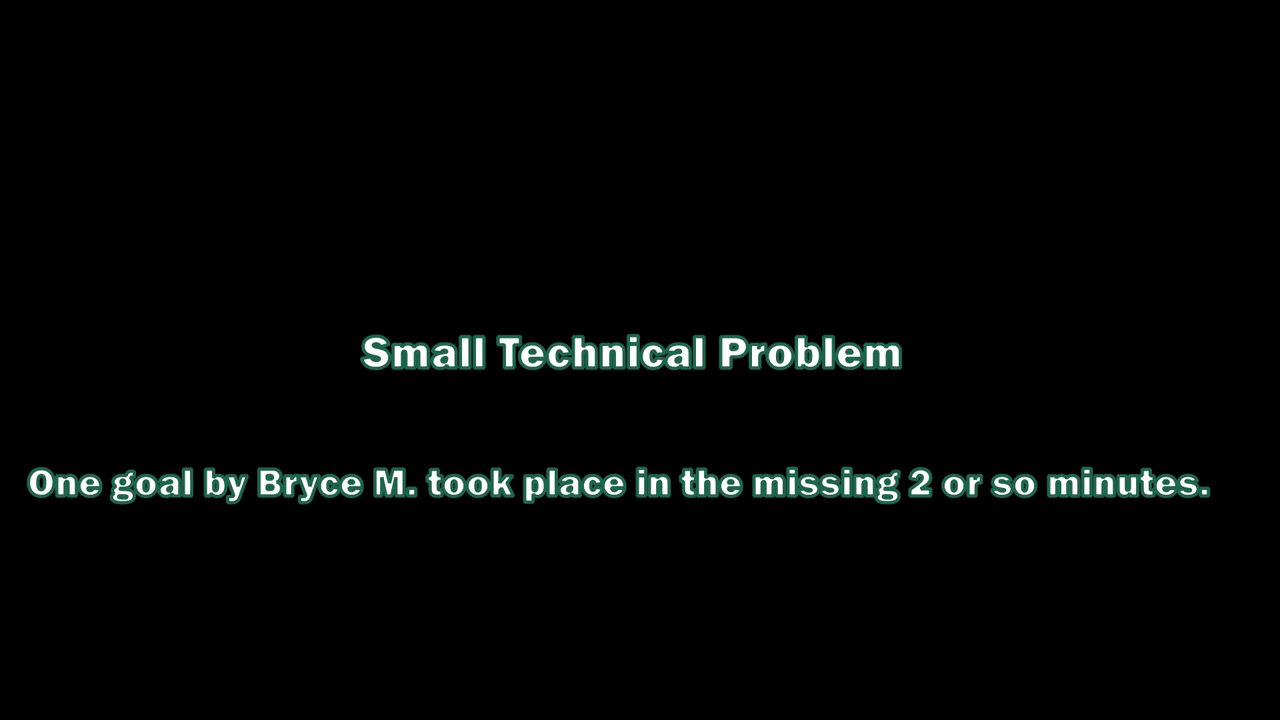 Small Technical Problem
One goal by Bryce M. took place in the missing 2 or so minutes.